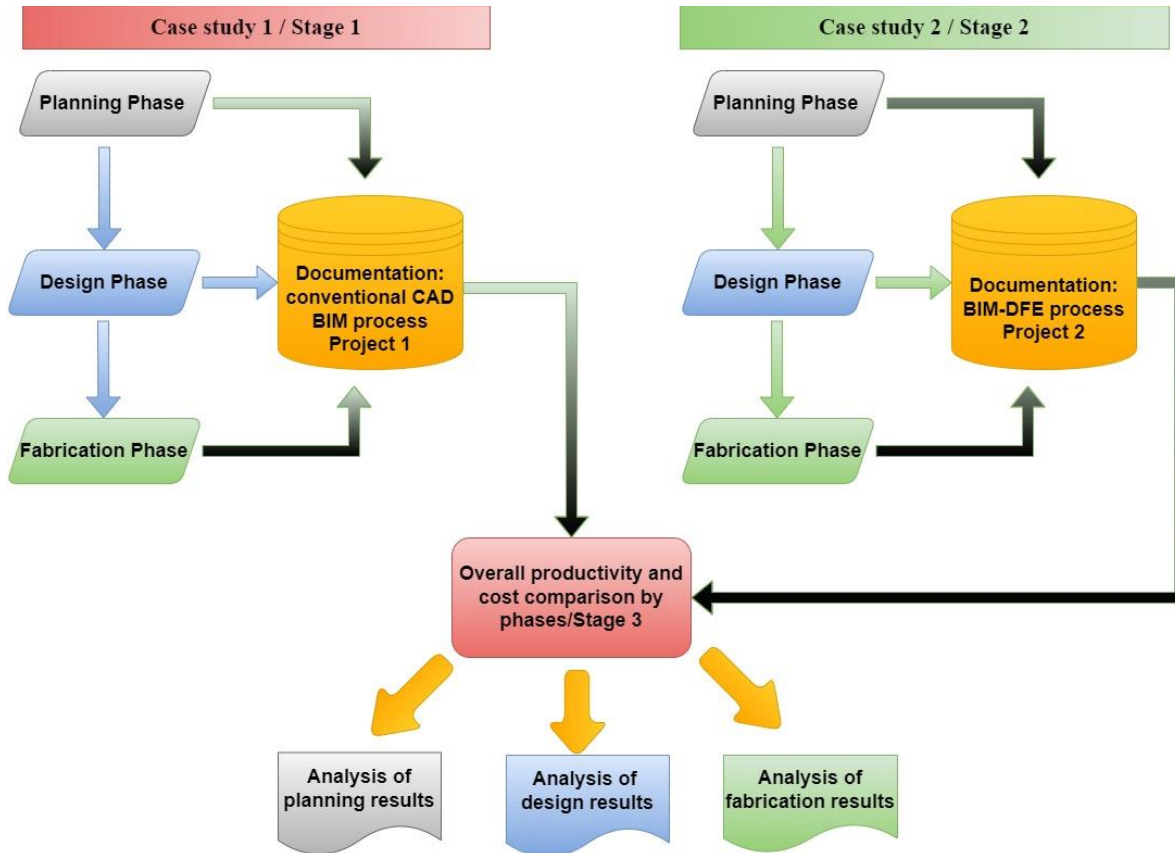 Case study 1 / Stage 1
Planning Phase
Design Phase
Documentation:
conventional CAD
BIM process
Project 1
Fabrication Phase
Case study 2 / Stage 2
Planning Phase
Design Phase
Documentation:
BIM-DFE process
Project 2
Fabrication Phase
Overall productivity and
cost comparison by
phases/Stage 3
Analysis of
planning results
Analysis of
design results
Analysis of
fabrication results